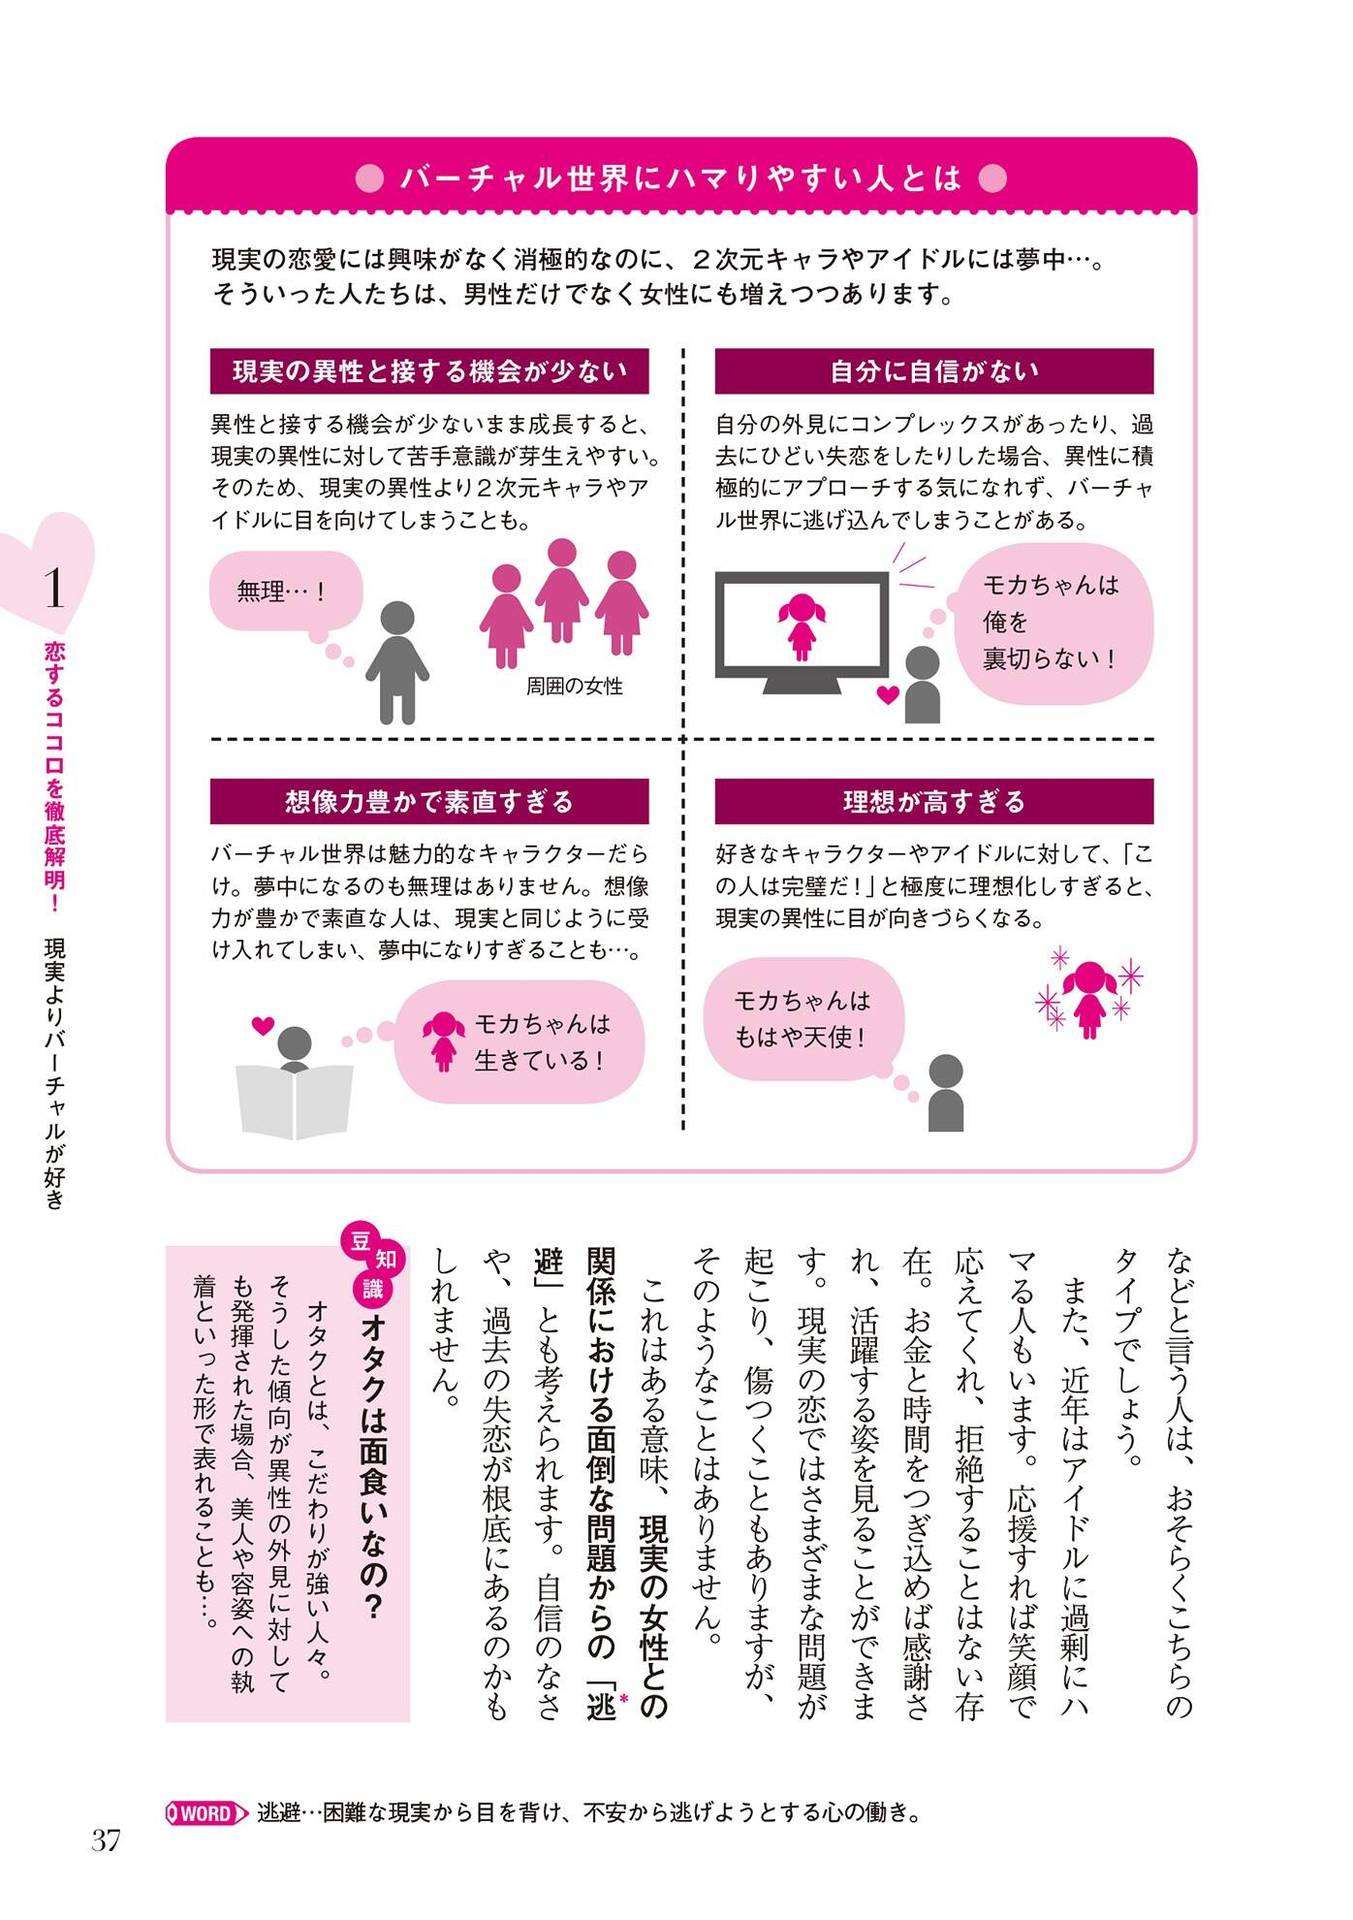 バーチャル世界にハマりやすい人とは
現実の恋愛には興味がなく消極的なのに、２次元キャラやアイドルには夢中…。
そういった人たちは、男性だけでなく女性にも増えつつあります。
現実の異性と接する機会が少ない
異性と接する機会が少ないまま成長すると、
現実の異性に対して苦手意識が芽生えやすい。
そのため、現実の異性より２次元キャラやア
イドルに目を向けてしまうことも。
無理…！
周囲の女性
自分に自信がない
自分の外見にコンプレックスがあったり、過
去にひどい失恋をしたりした場合、異性に積
極的にアプローチする気になれず、バーチャ
ル世界に逃げ込んでしまうことがある。
モカちゃんは
俺を
裏切らない！
想像力豊かで素直すぎる
バーチャル世界は魅力的なキャラクターだら
け。夢中になるのも無理はありません。想像
力が豊かで素直な人は、現実と同じように受
け入れてしまい、夢中になりすぎることも…。
モカちゃんは
生きている！
理想が高すぎる
好きなキャラクターやアイドルに対して、「こ
の人は完璧だ！」と極度に理想化しすぎると、
現実の異性に目が向きづらくなる。
モカちゃんは
もはや天使！
1
恋するココロを徹底解明！　現実よりバーチャルが好き
などと言う人は、おそらくこちらの
タイプでしょう。
また、近年はアイドルに過剰にハ
マる人もいます。応援すれば笑顔で
応えてくれ、拒絶することはない存
在。お金と時間をつぎ込めば感謝さ
れ、活躍する姿を見ることができま
す。現実の恋ではさまざまな問題が
起こり、傷つくこともありますが、
そのようなことはありません。
これはある意味、現実の女性との
関係における面倒な問題からの「逃*
避」とも考えられます。自信のなさ
や、過去の失恋が根底にあるのかも
しれません。
豆知識
オタクは面食いなの？
オタクとは、こだわりが強い人々。
そうした傾向が異性の外見に対して
も発揮された場合、美人や容姿への執
着といった形で表れることも…。
WORD 逃避…困難な現実から目を背け、不安から逃げようとする心の働き。
37